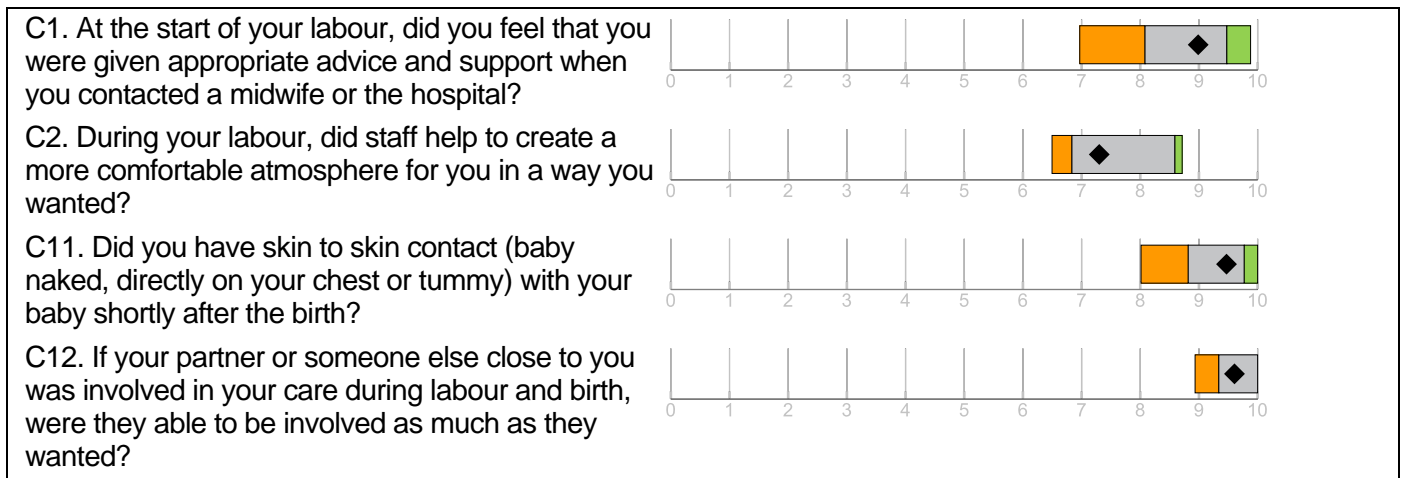 C1. At the start of your labour, did you feel that you
were given appropriate advice and support when
you contacted a midwife or the hospital?
0 1 2 3 4 5 6 7 8 9 10
C2. During your labour, did staff help to create a
more comfortable atmosphere for you in a way you
wanted?
0 1 2 3 4 5 6 7 8 9 10
C11. Did you have skin to skin contact (baby
naked, directly on your chest or tummy) with your
baby shortly after the birth?
0 1 2 3 4 5 6 7 8 9 10
C12. If your partner or someone else close to you
was involved in your care during labour and birth,
were they able to be involved as much as they
wanted?
0 1 2 3 4 5 6 7 8 9 10